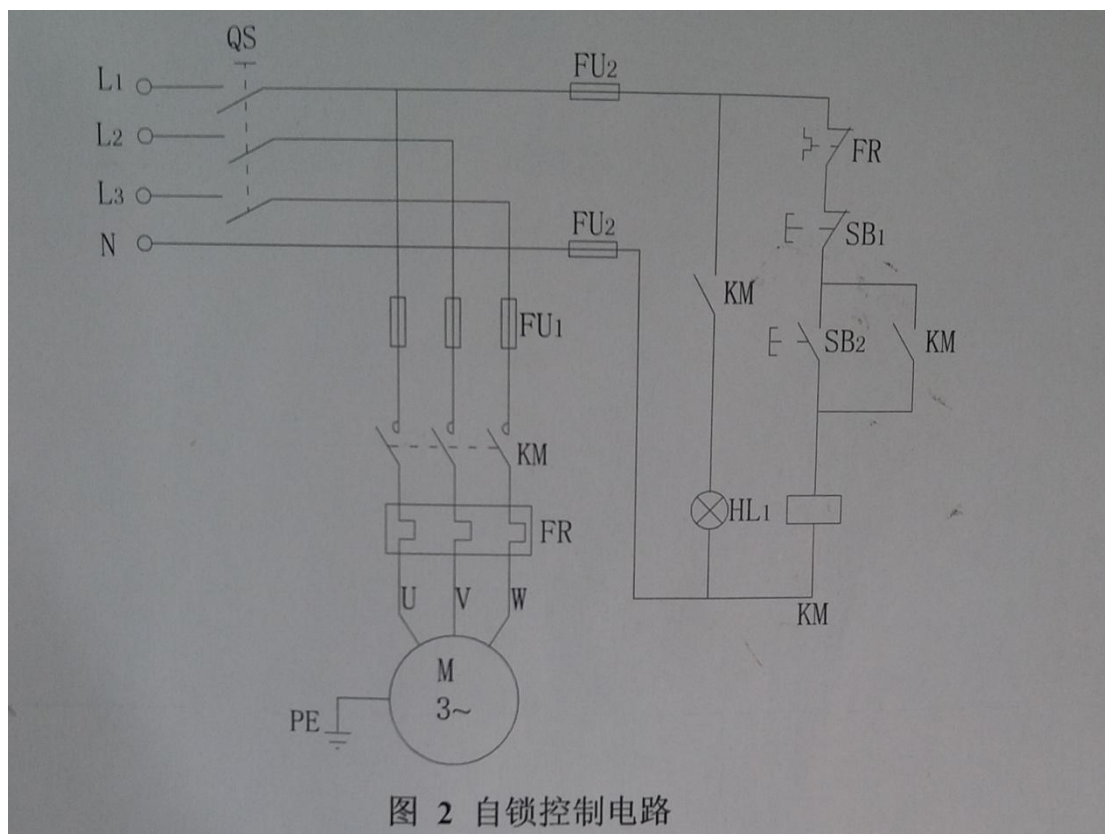 QS
L1
FU2
L2
FR
L3
SB1
N
FU2
KM
FU1
SB2
KM
KM
HL1
FR
U V W
KM
M
3~
PE
图 2 自锁控制电路